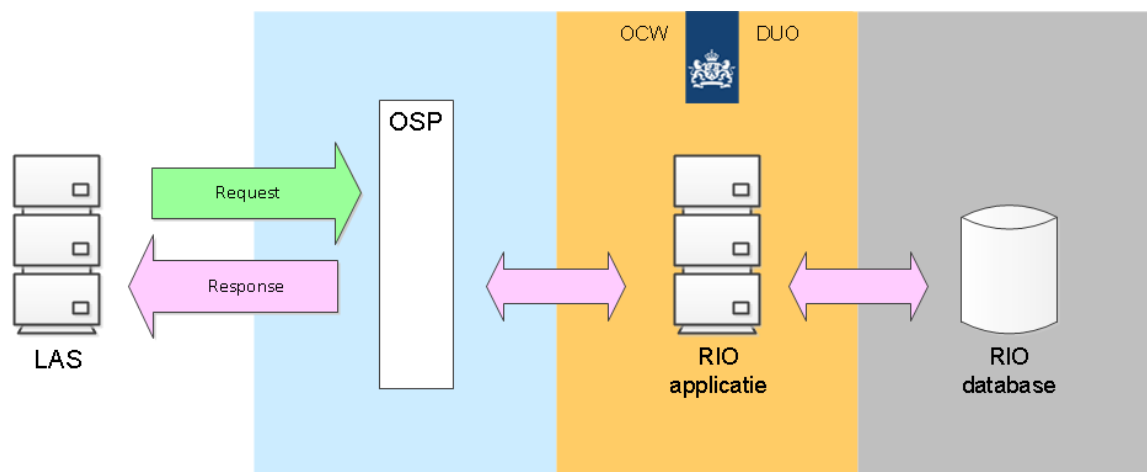 OCW DUO
OSP
Request
Response
LAS
RIO
applicatie
RIO
database